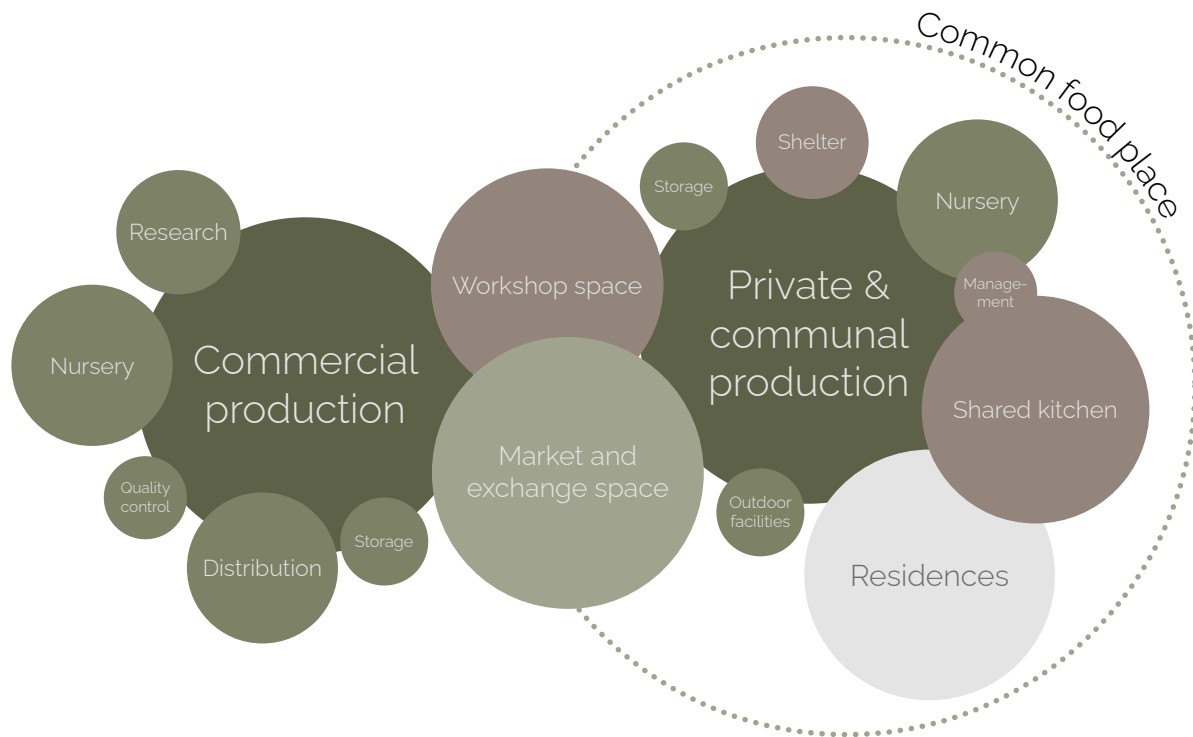 Common food place
Shelter
Storage
Nursery
Research
Manage-
ment
Workshop space
Private &
communal
production
Nursery
Commercial
production
Shared kitchen
Market and
exchange space
Quality
control
Outdoor
facilities
Storage
Distribution
Residences